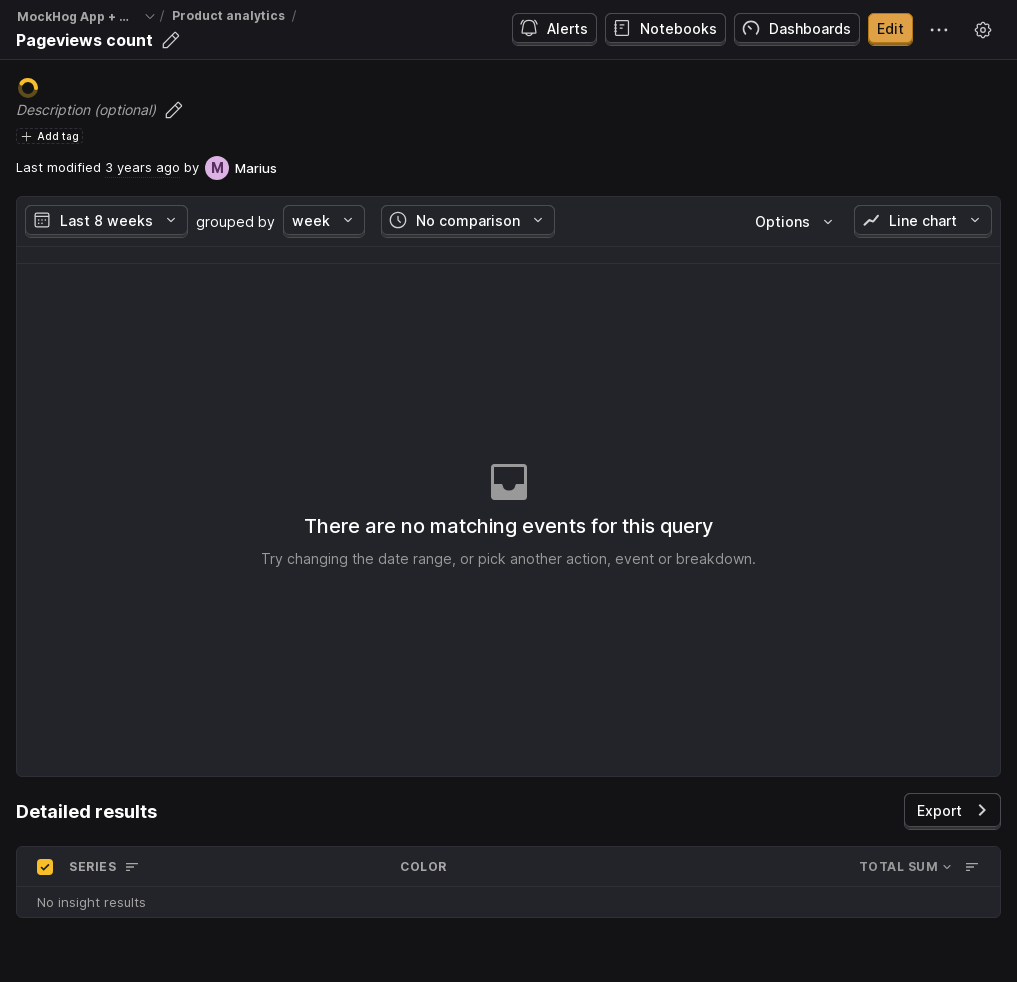 MockHog App + ... / Product analytics /
Pageviews count
Alerts Notebooks Dashboards Edit
Description (optional)
Add tag
Last modified 3 years ago by M Marius
Last 8 weeks grouped by week No comparison Options Line chart
There are no matching events for this query
Try changing the date range, or pick another action, event or breakdown.
Detailed results Export
SERIES COLOR TOTAL SUM
No insight results